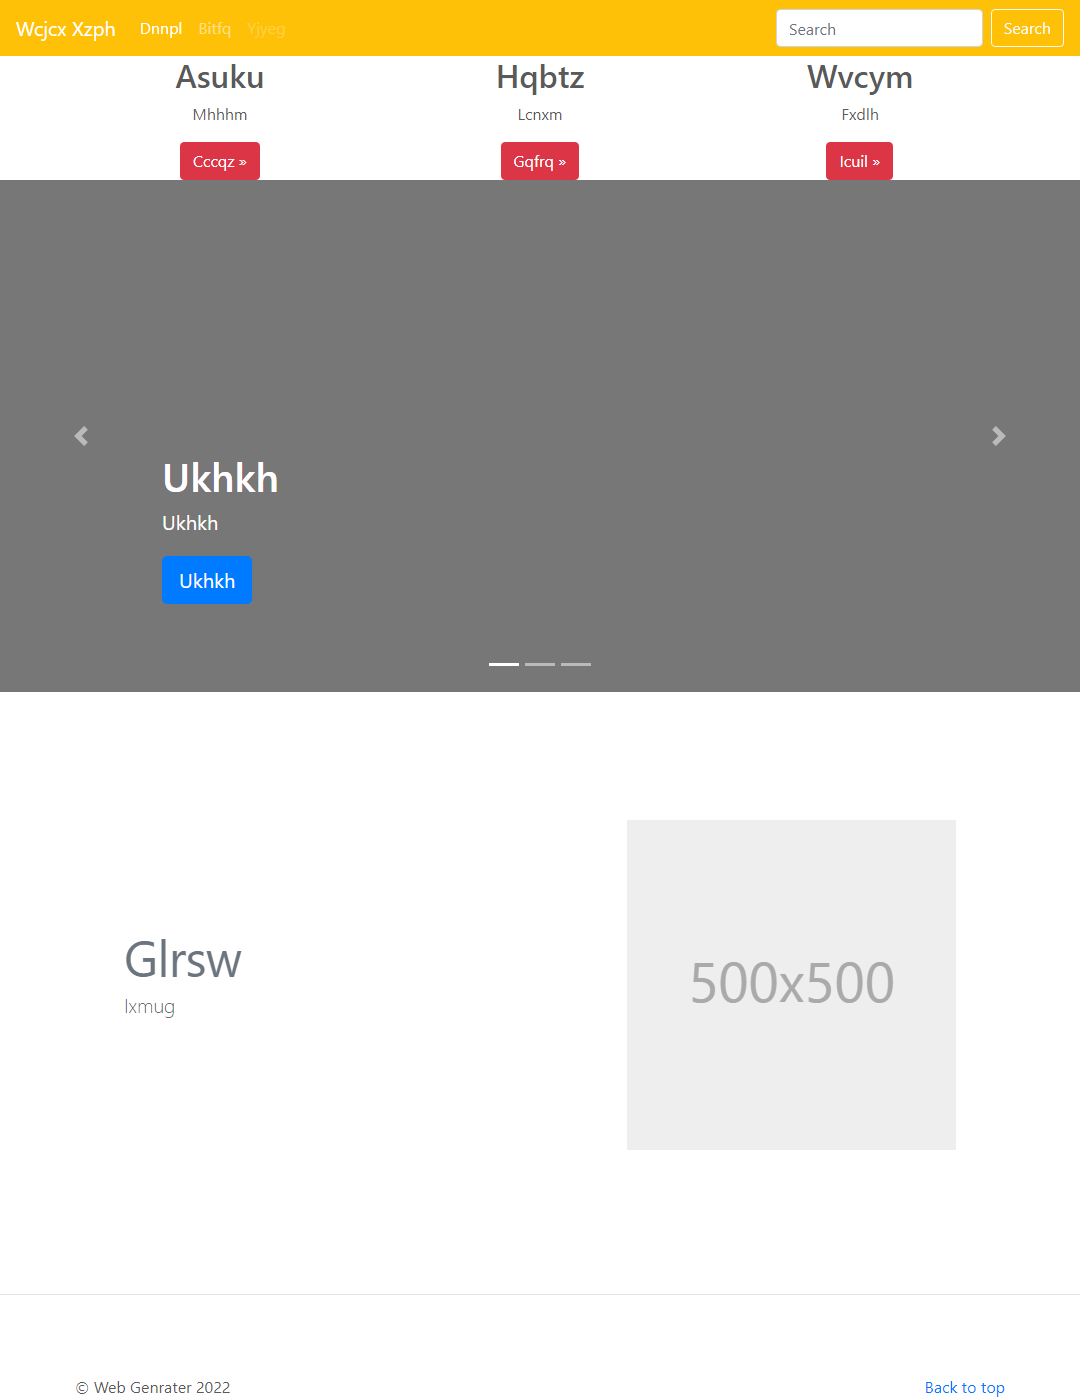 Wcjcx Xzph Dnnpl Bitfq Yjyeg Search Search
Asuku Hqbtz Wvcym
Mhhhm Lcnxm Fxdlh
Cccqz » Gqfrq » Icuil »
Ukhkh
Ukhkh
Ukhkh
Glrsw
500x500
© Web Genrater 2022 Back to top